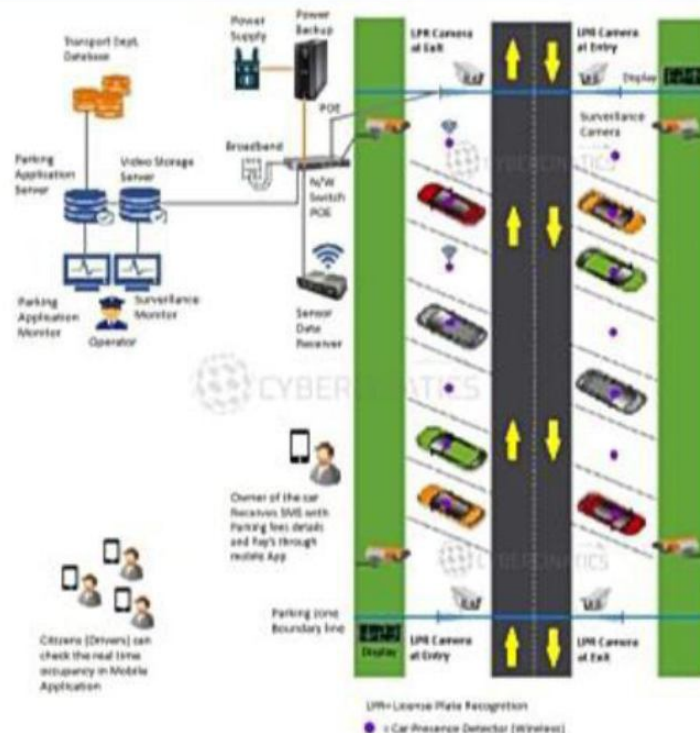 Transport Dept.
Database
Power
Supply
Power
Backup
POE
Broadband
N/W
Switch
POE
Parking
Application
Server
Video Storage
Server
Parking
Application
Monitor
Surveillance
Monitor
Operator
Sensor
Data
Receiver
Owner of the car
Receives SMS with
Parking fees details
and Pay's through
mobile App
Citizens (Drivers) can
check the real time
occupancy in Mobile
Application
Parking zone
Boundary line
LPR Camera
at Exit
LPR Camera
at Entry
Display
Surveillance
Camera
Display
LPR Camera
at Entry
LPR Camera
at Exit
LPR= License Plate Recognition
= Car Presence Detector (Wireless)